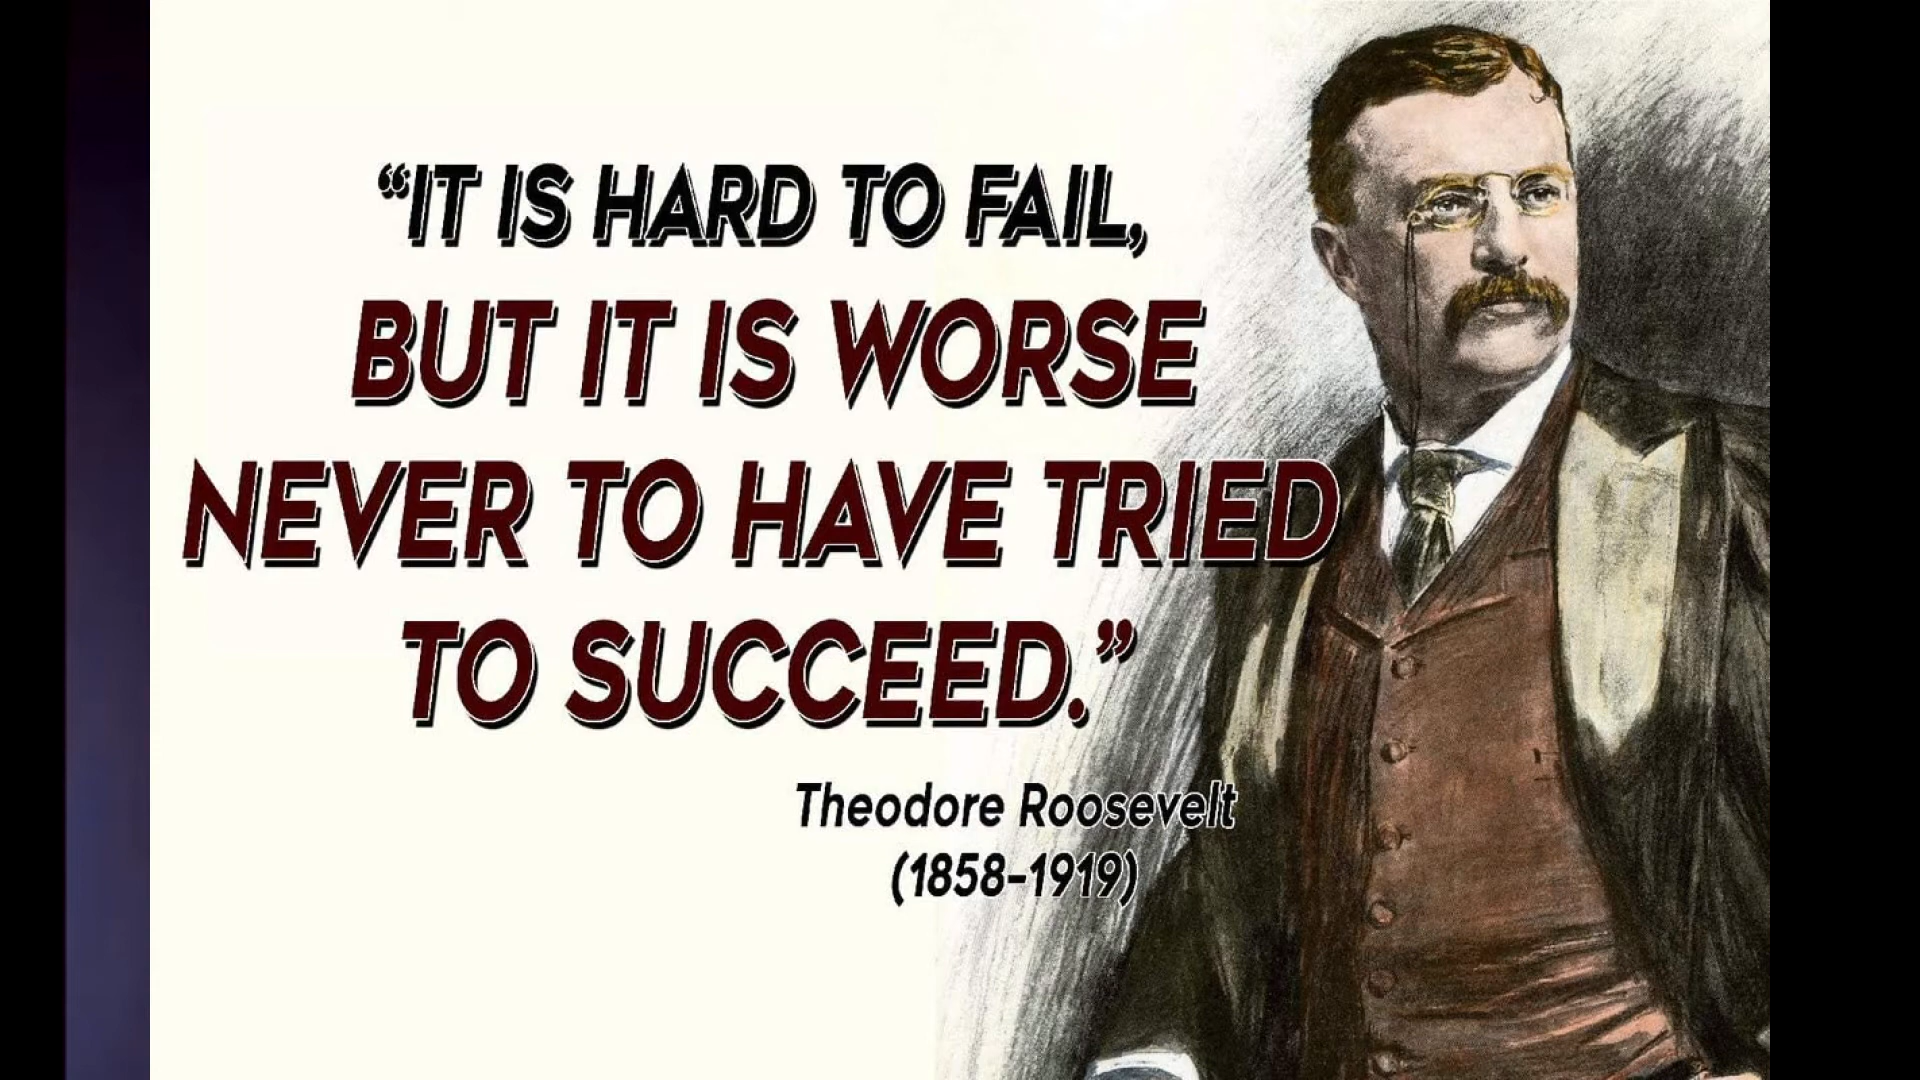 “IT IS HARD TO FAIL,
BUT IT IS WORSE
NEVER TO HAVE TRIED
TO SUCCEED.”
Theodore Roosevelt
(1858-1919)